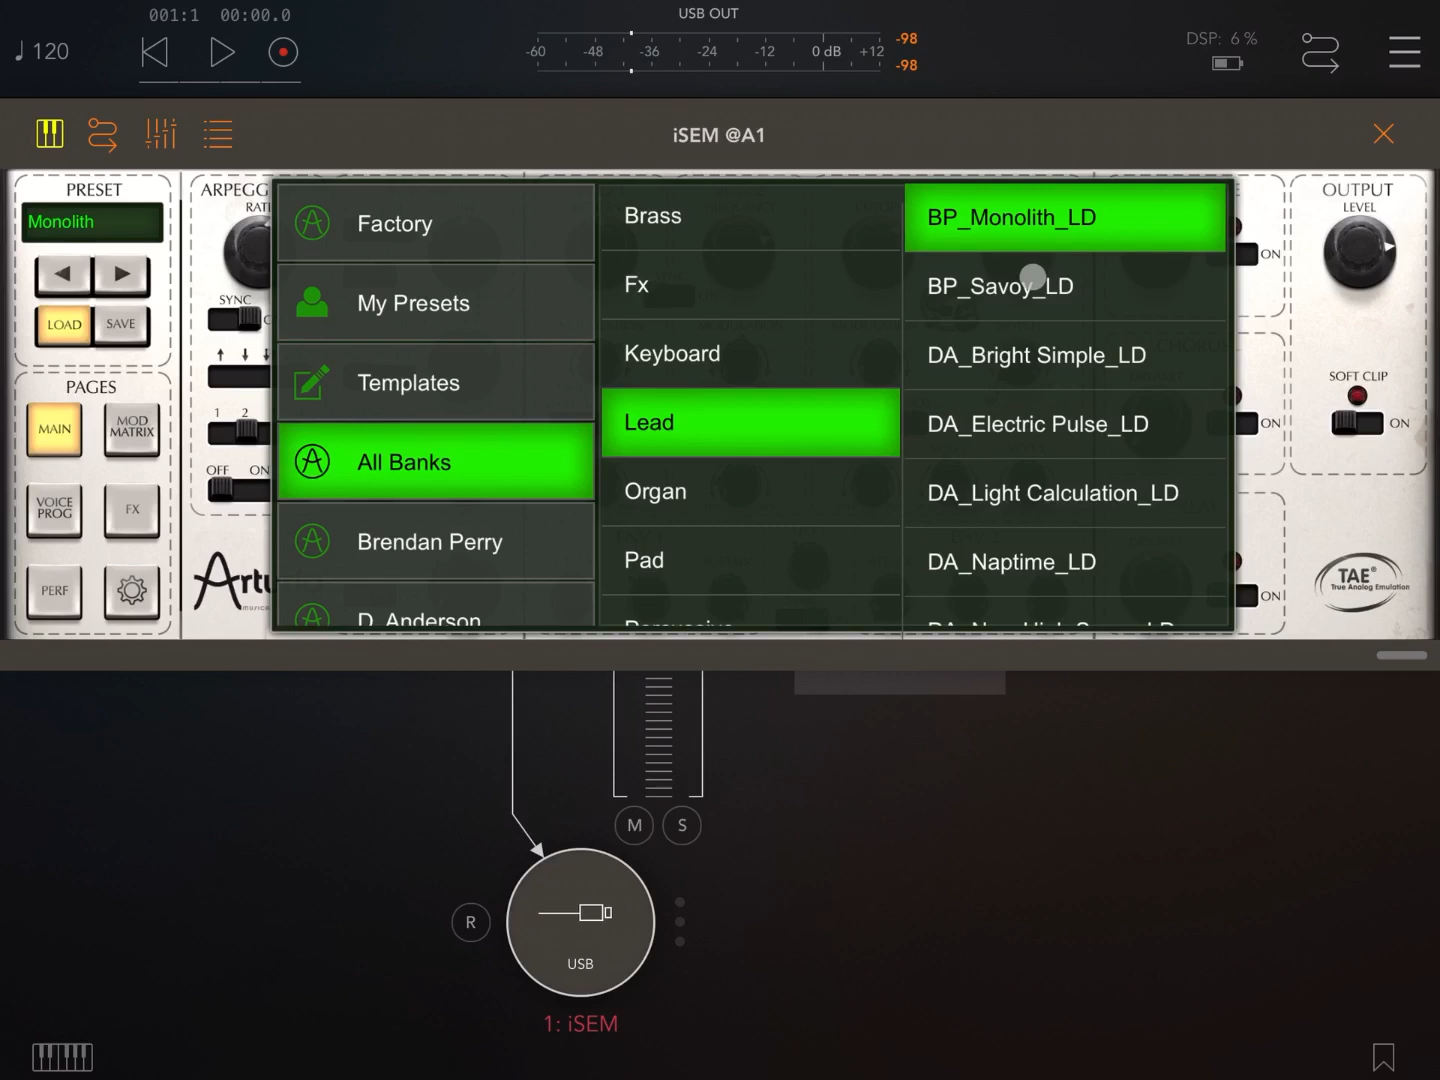 001:1 00:00.0
USB OUT
♩120
-60 -48 -36 -24 -12 0 dB +12
-98
-98
DSP: 6 %
iSEM @A1
PRESET
Monolith
LOAD
SAVE
PAGES
MAIN
MOD
MATRIX
VOICE
PROG
FX
PERF
SYNC
1 2
OFF ON
Factory
My Presets
Templates
All Banks
Brendan Perry
D. Anderson
Brass
Fx
Keyboard
Lead
Organ
Pad
Percussive
BP_Monolith_LD
BP_Savoy_LD
DA_Bright Simple_LD
DA_Electric Pulse_LD
DA_Light Calculation_LD
DA_Naptime_LD
ON
ON
ON
OUTPUT
LEVEL
SOFT CLIP
ON
TAE®
True Analog Emulation
M S
R
USB
1: iSEM